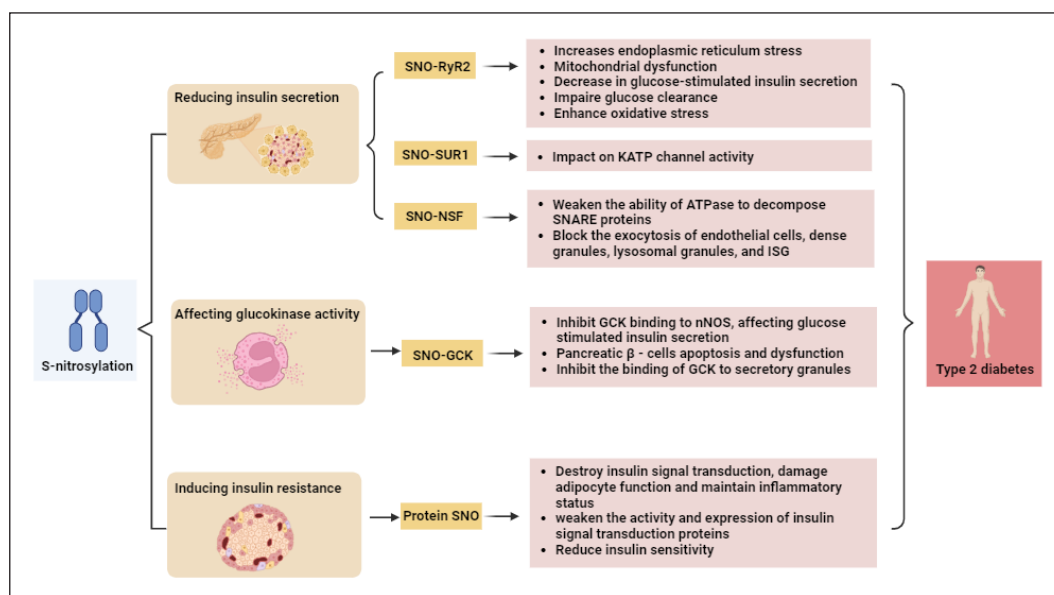 Reducing insulin secretion
SNO-RyR2
• Increases endoplasmic reticulum stress
• Mitochondrial dysfunction
• Decrease in glucose-stimulated insulin secretion
• Impaire glucose clearance
• Enhance oxidative stress
SNO-SUR1
• Impact on KATP channel activity
SNO-NSF
• Weaken the ability of ATPase to decompose
SNARE proteins
• Block the exocytosis of endothelial cells, dense
granules, lysosomal granules, and ISG
S-nitrosylation
Affecting glucokinase activity
SNO-GCK
• Inhibit GCK binding to nNOS, affecting glucose
stimulated insulin secretion
• Pancreatic β - cells apoptosis and dysfunction
• Inhibit the binding of GCK to secretory granules
Type 2 diabetes
Inducing insulin resistance
Protein SNO
• Destroy insulin signal transduction, damage
adipocyte function and maintain inflammatory
status
• weaken the activity and expression of insulin
signal transduction proteins
• Reduce insulin sensitivity